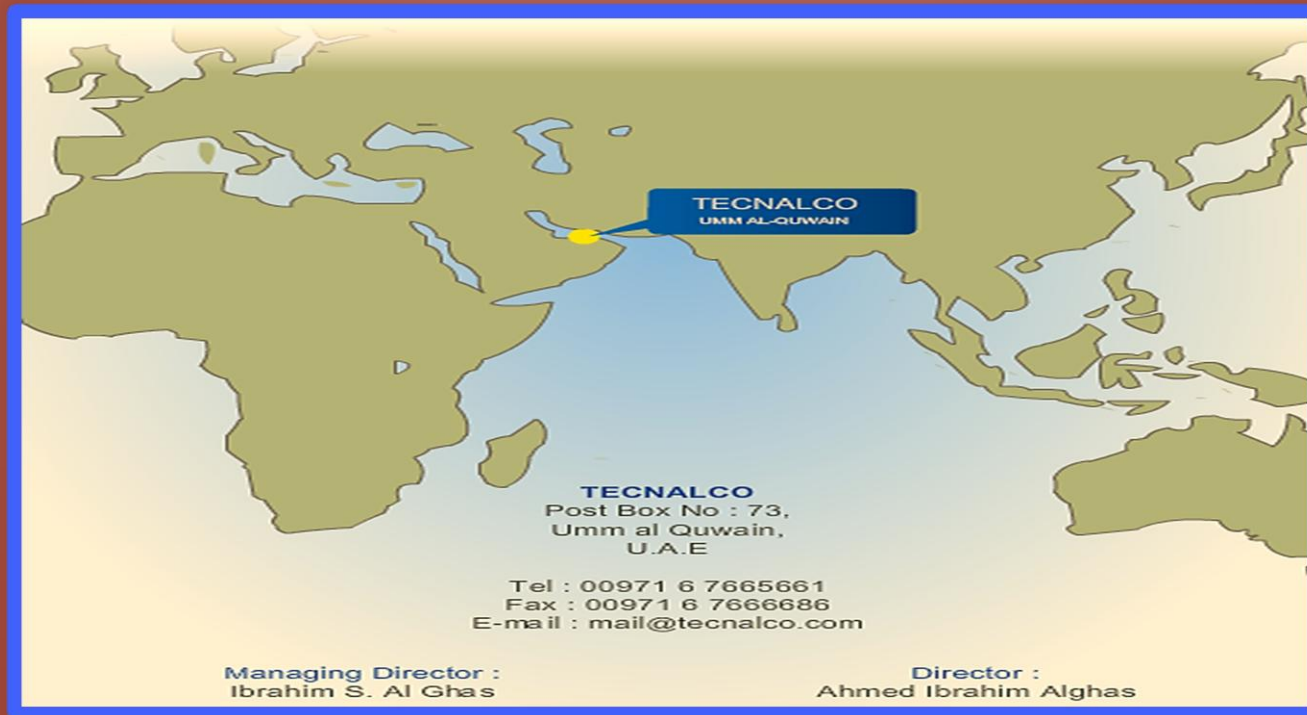 TECNALCO
UMM AL-QUWAIN
TECNALCO
Post Box No : 73,
Umm al Quwain,
U.A.E
Tel : 00971 6 7665661
Fax : 00971 6 7666686
E-mail : mail@tecnalco.com
Managing Director :
Ibrahim S. Al Ghas
Director :
Ahmed Ibrahim Alghas